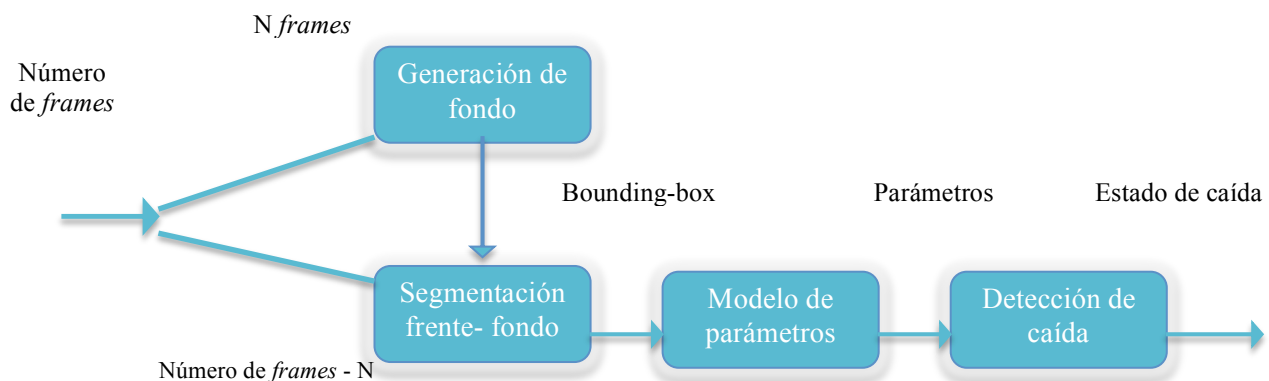 N frames
Número
de frames
Generación de
fondo
Bounding-box
Parámetros
Estado de caída
Segmentación
frente- fondo
Modelo de
parámetros
Detección de
caída
Número de frames - N